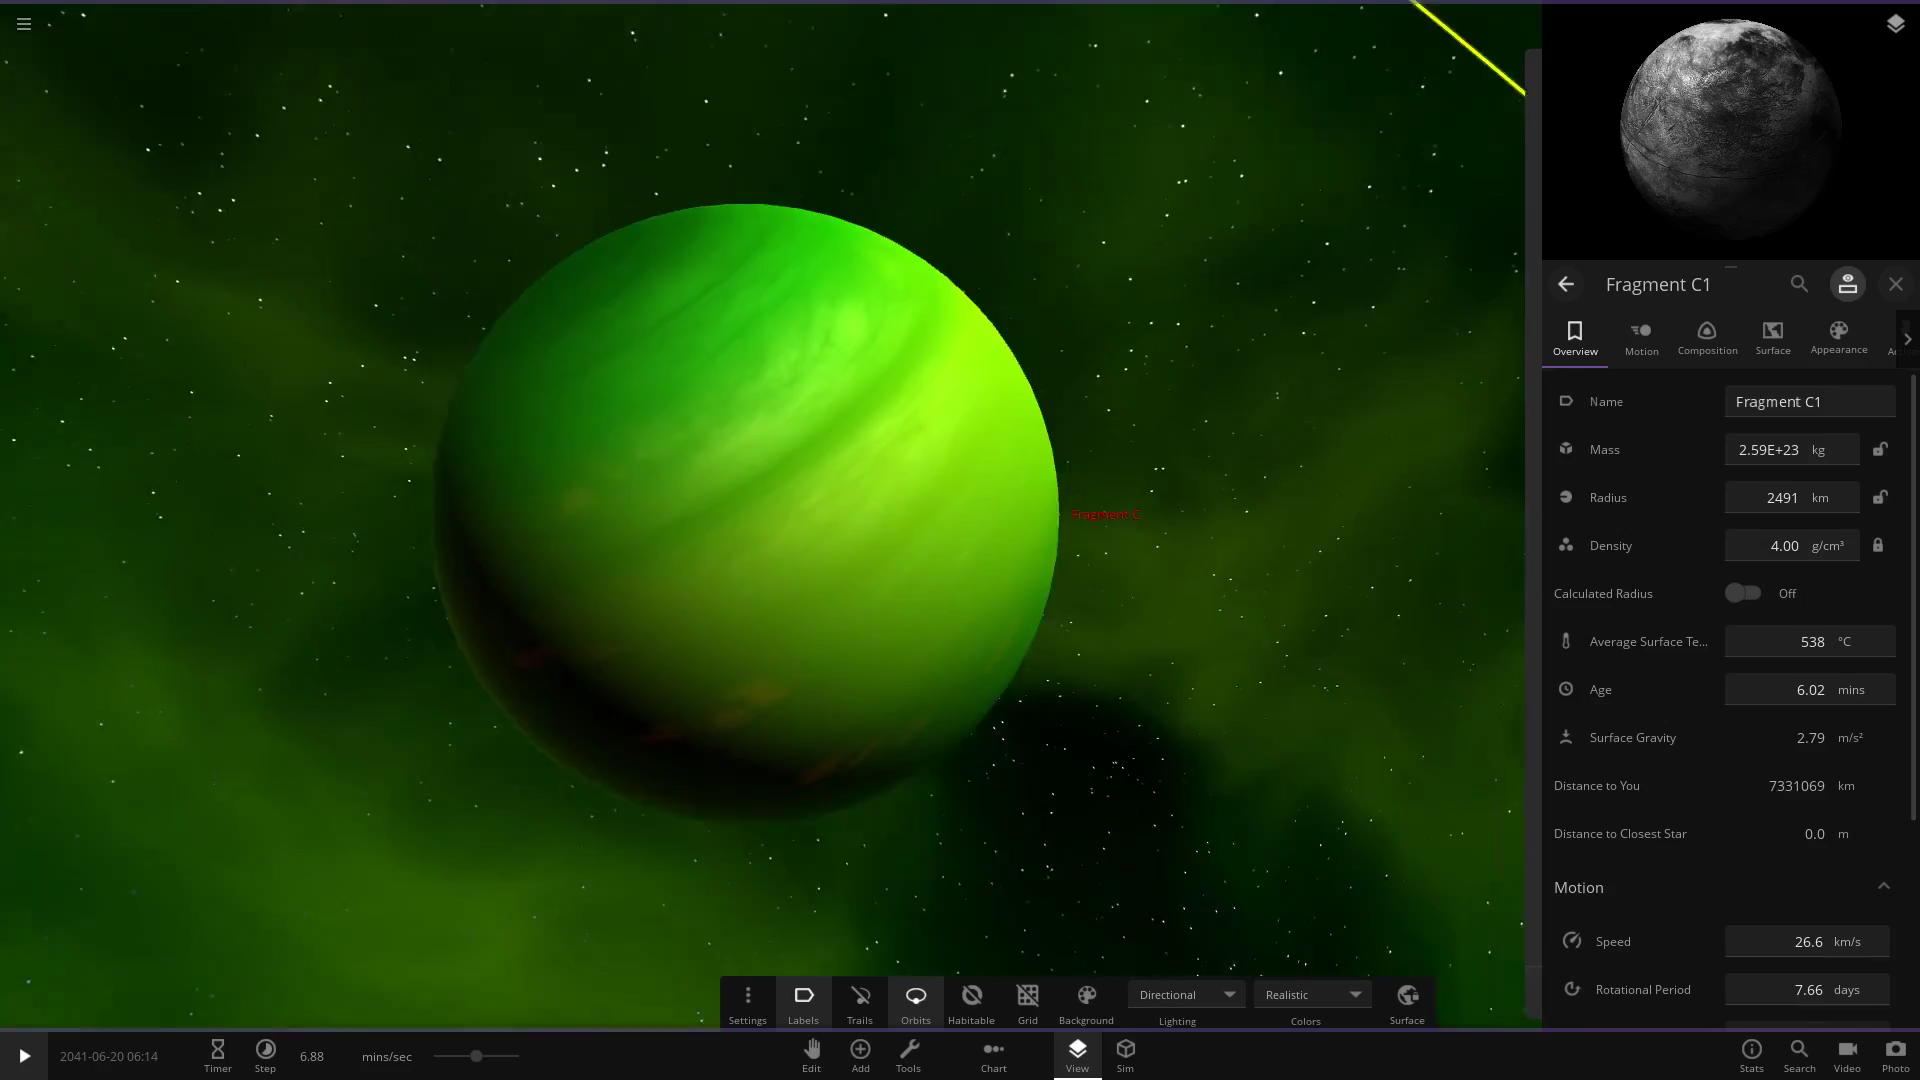 Fragment C
Fragment C1
Overview
Motion
Composition
Surface
Appearance
Name
Fragment C1
Mass
2.59E+23 kg
Radius
2491 km
Density
4.00 g/cm³
Calculated Radius
Off
Average Surface Te...
538 °C
Age
6.02 mins
Surface Gravity
2.79 m/s²
Distance to You
7331069 km
Distance to Closest Star
0.0 m
Motion
Speed
26.6 km/s
Rotational Period
7.66 days
Settings
Labels
Trails
Orbits
Habitable
Grid
Background
Directional
Lighting
Realistic
Colors
Surface
2041-06-20 06:14
Timer
Step
6.88 mins/sec
Edit
Add
Tools
Chart
View
Sim
Stats
Search
Video
Photo